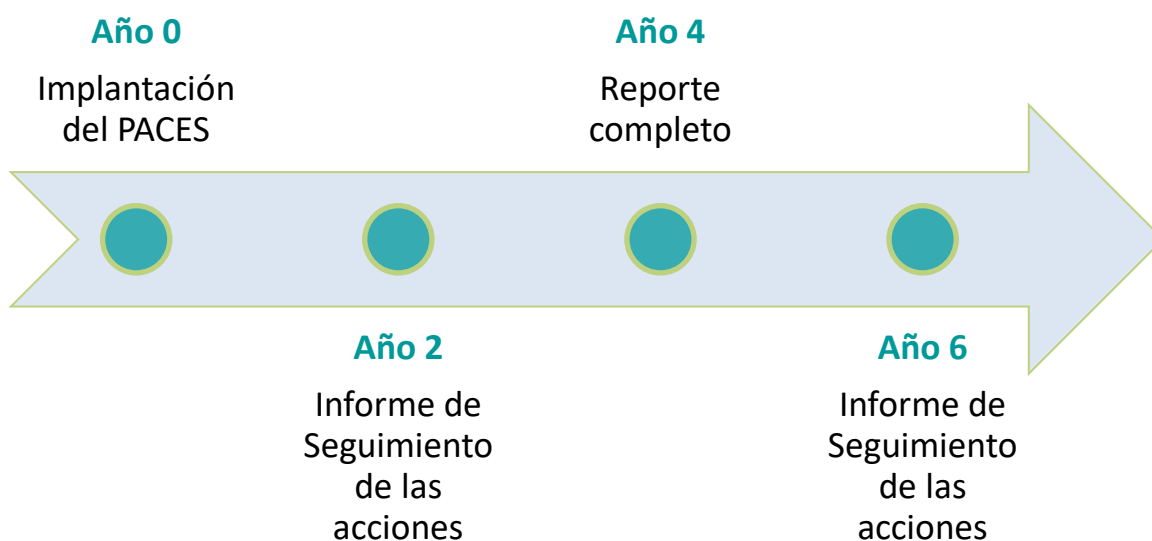 Año 0
Implantación
del PACES
Año 4
Reporte
completo
Año 2
Informe de
Seguimiento
de las
acciones
Año 6
Informe de
Seguimiento
de las
acciones